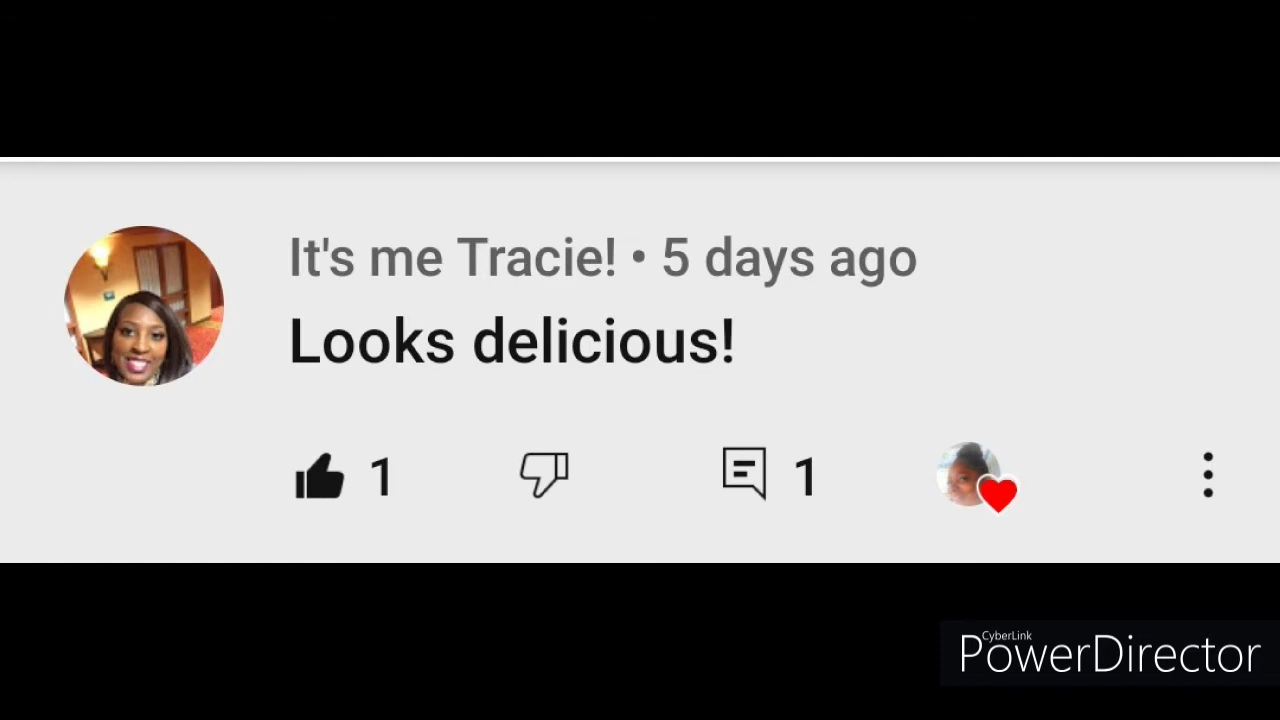 It's me Tracie! • 5 days ago
Looks delicious!
1 1
CyberLink
PowerDirector